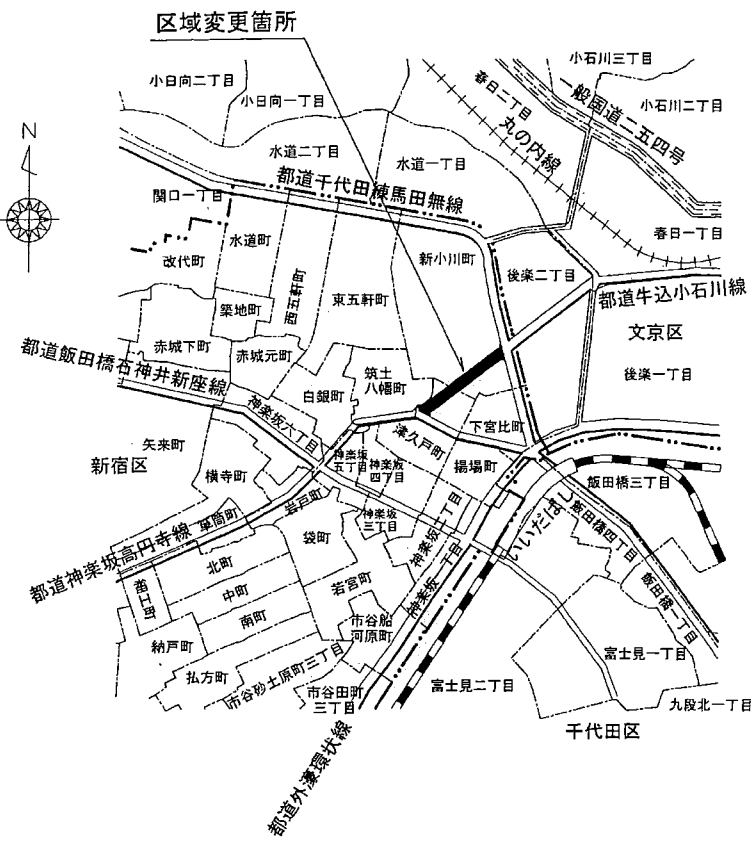 区域変更箇所
小石川三丁目
小日向二丁目
春日二丁目
一般国道二五四号
小日向一丁目
小石川二丁目
N
丸の内線
水道二丁目
水道一丁目
都道千代田練馬田無線
関口一丁目
春日一丁目
水道町
改代町
新小川町
後楽二丁目
西五軒町
東五軒町
都道牛込小石川線
築地町
文京区
赤城下町
赤城元町
都道飯田橋石神井新座線
筑土
八幡町
後楽一丁目
白銀町
神楽坂六丁目
下宮比町
津久戸町
矢来町
新宿区
神楽坂
五丁目
神楽坂
四丁目
揚場町
横寺町
飯田橋三丁目
岩戸町
神楽坂
三丁目
神楽坂二丁目
いいだばし
飯田橋四丁目
箪笥町
袋町
都道神楽坂高円寺線
神楽坂一丁目
北町
細工町
中町
若宮町
飯田橋一丁目
南町
市谷船
河原町
納戸町
富士見一丁目
払方町
市谷砂土原町三丁目
市谷田町
三丁目
富士見二丁目
九段北一丁目
千代田区
都道外濠環状線